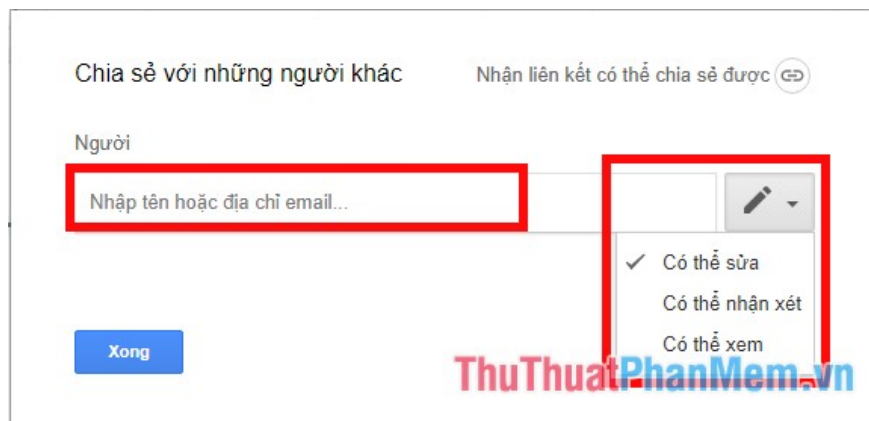 Chia sẻ với những người khác
Nhận liên kết có thể chia sẻ được
Người
Nhập tên hoặc địa chỉ email...
Có thể sửa
Có thể nhận xét
Có thể xem
Xong
ThuThuatPhanMem.vn